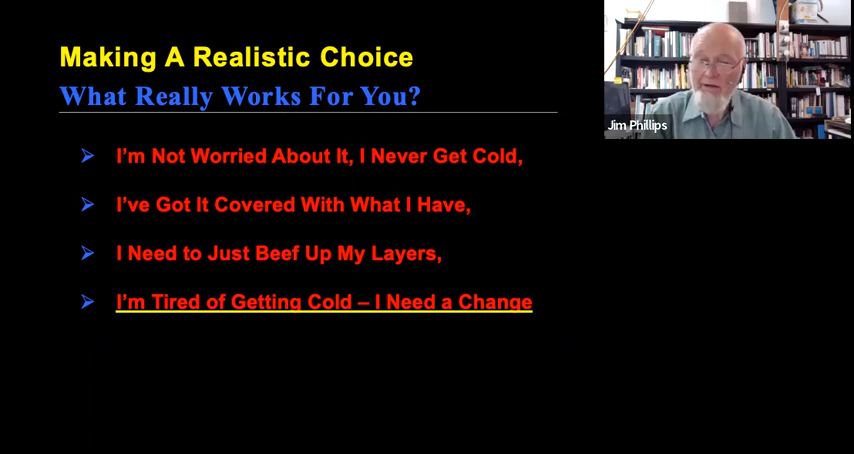 Making A Realistic Choice
What Really Works For You?
I'm Not Worried About It, I Never Get Cold,
I've Got It Covered With What I Have,
I Need to Just Beef Up My Layers,
I'm Tired of Getting Cold – I Need a Change
Jim Phillips